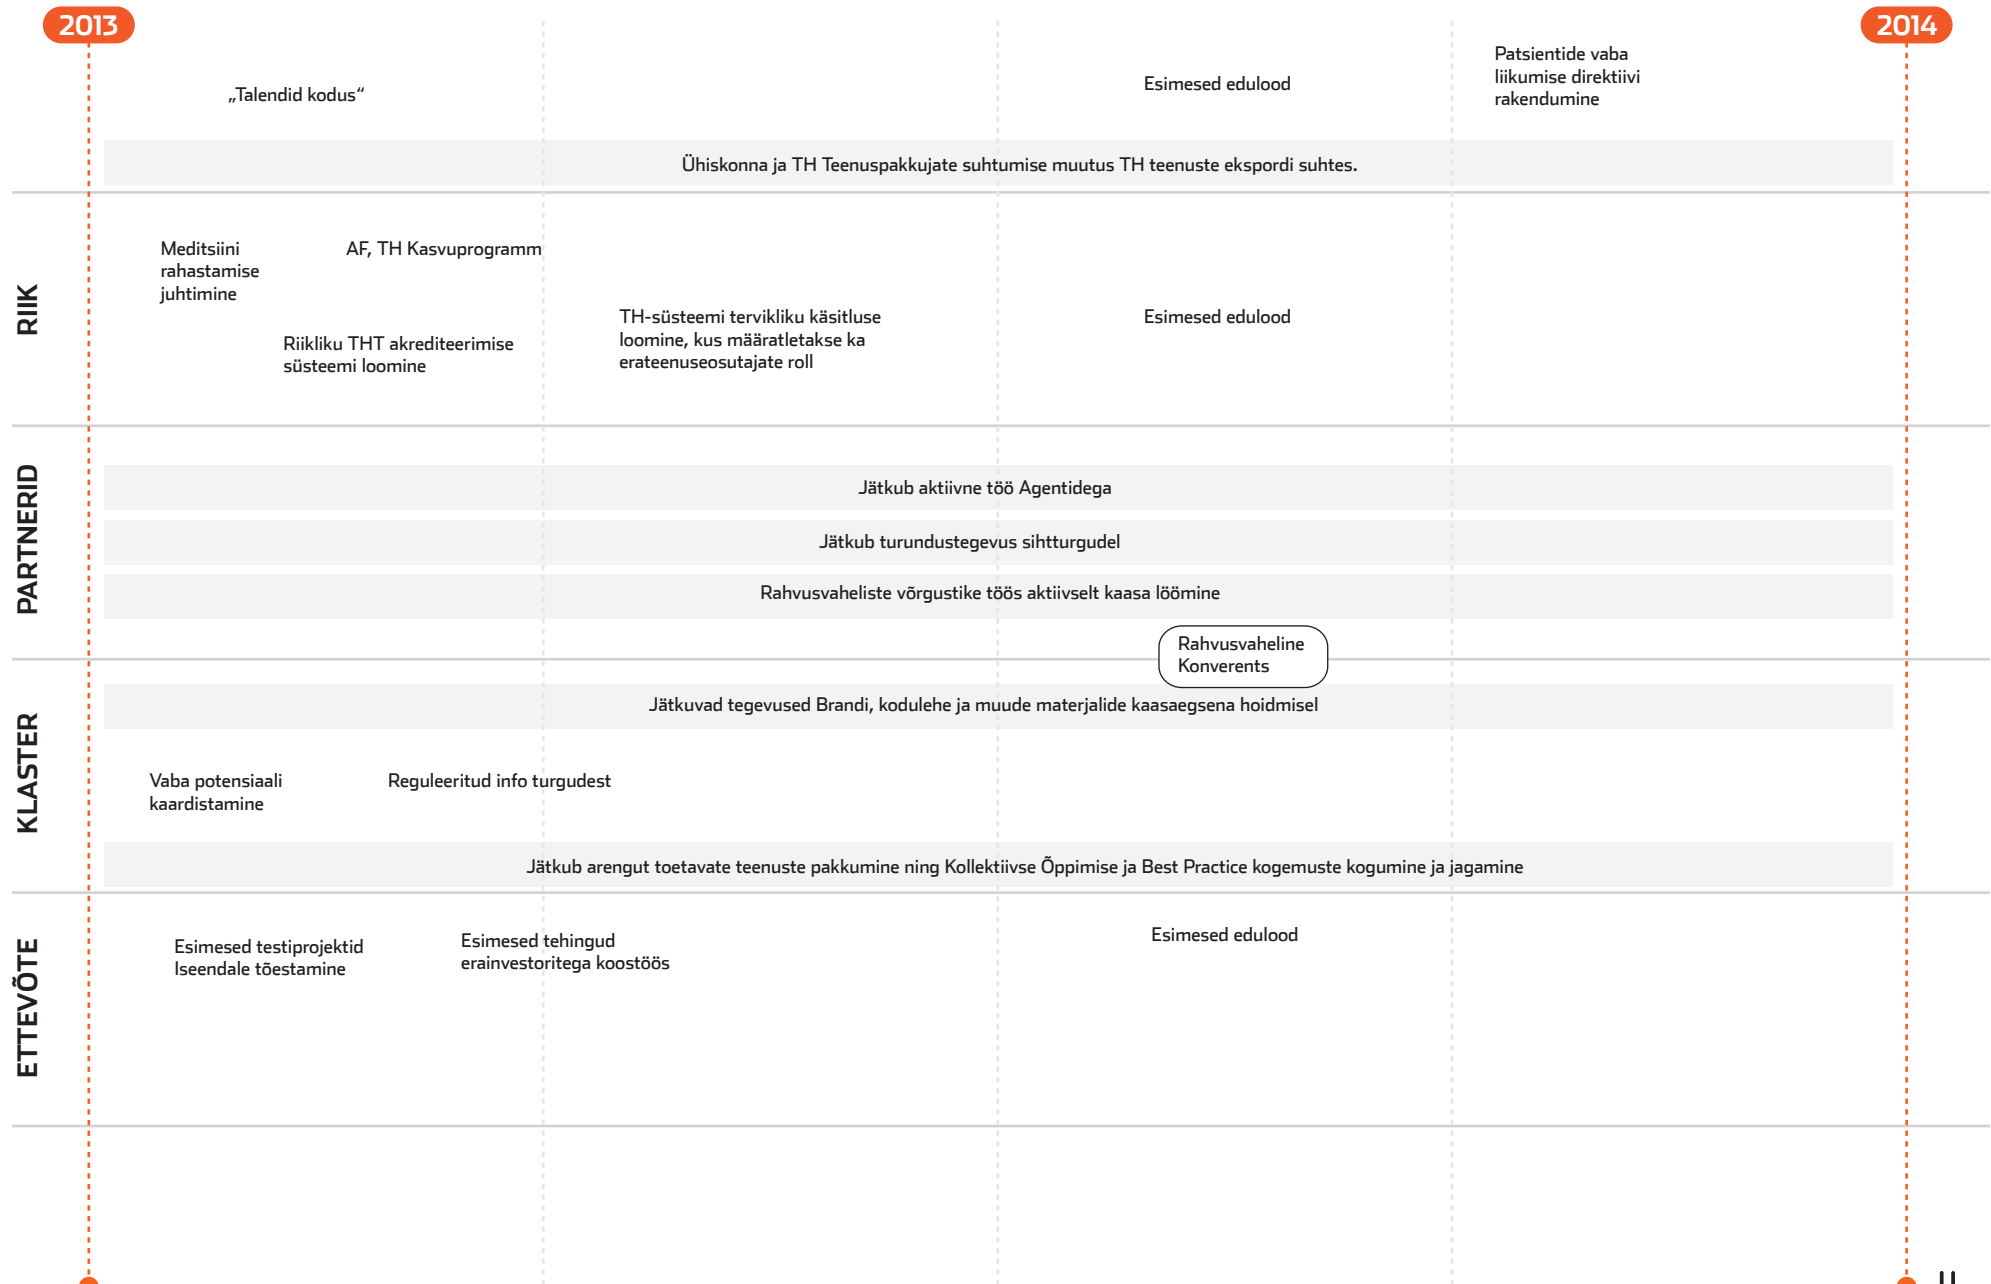 2013
2014
„Talendid kodus“
Esimesed edulood
Patsientide vaba
liikumise direktiivi
rakendumine
Ühiskonna ja TH Teenuspakkujate suhtumise muutus TH teenuste ekspordi suhtes.
RIIK
Meditsiini
rahastamise
juhtimine
AF, TH Kasvuprogramm
Riikliku THT akrediteerimise
süsteemi loomine
TH-süsteemi tervikliku käsitluse
loomine, kus määratletakse ka
erateenuseosutajate roll
Esimesed edulood
PARTNERID
Jätkub aktiivne töö Agentidega
Jätkub turundustegevus sihtturgudel
Rahvusvaheliste võrgustike töös aktiivselt kaasa löömine
Rahvusvaheline
Konverents
KLASTER
Jätkuvad tegevused Brandi, kodulehe ja muude materjalide kaasaegsena hoidmisel
Vaba potensiaali
kaardistamine
Reguleeritud info turgudest
Jätkub arengut toetavate teenuste pakkumine ning Kollektiivse Õppimise ja Best Practice kogemuste kogumine ja jagamine
ETTEVÕTE
Esimesed testiprojektid
Iseendale tõestamine
Esimesed tehingud
erainvestoritega koostöös
Esimesed edulood